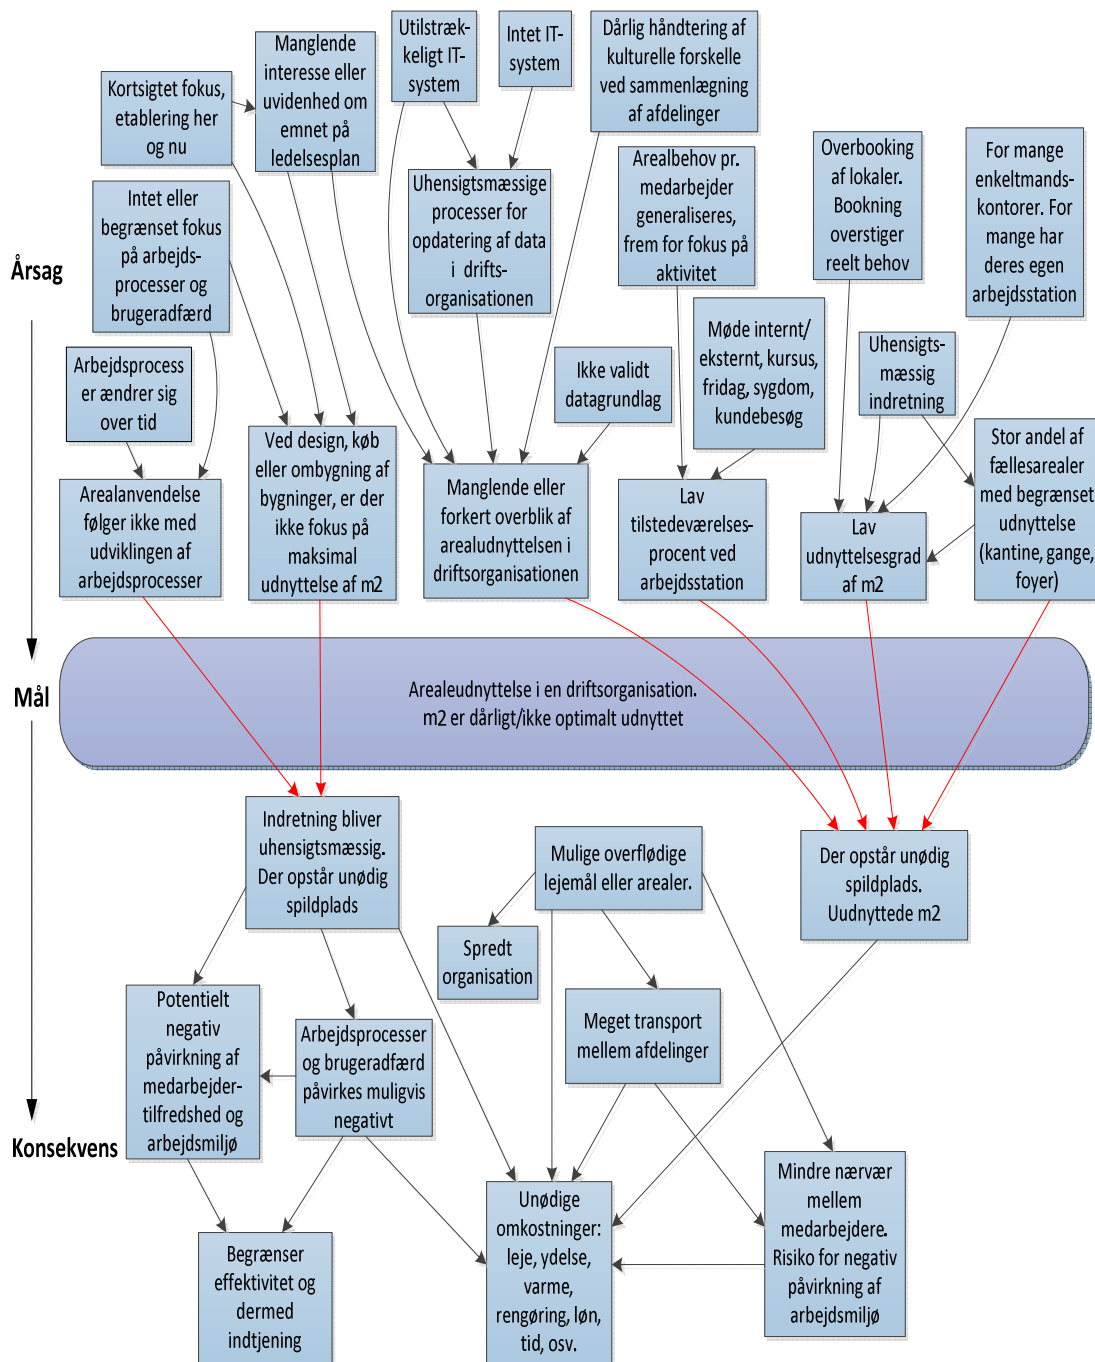 Utilstræk-
keligt IT-
system
Intet IT-
system
Dårlig håndtering af
kulturelle forskelle
ved sammenlægning
af afdelinger
Manglende
interesse eller
uvidenhed om
emnet på
ledelsesplan
Kortsigtet fokus,
etablering her
og nu
Overbooking
af lokaler.
Bookning
overstiger
reelt behov
For mange
enkeltmands-
kontorer. For
mange har
deres egen
arbejdsstation
Arealbehov pr.
medarbejder
generaliseres,
frem for fokus på
aktivitet
Uhensigtsmæssige
processer for
opdatering af data
i drifts-
organisationen
Intet eller
begrænset fokus
på arbejds-
processer og
brugeradfærd
Årsag
Møde internt/
eksternt, kursus,
fridag, sygdom,
kundebesøg
Uhensigts-
mæssig
indretning
Arbejdsprocess
er ændrer sig
over tid
Ikke validt
datagrundlag
Stor andel af
fællesarealer
med begrænset
udnyttelse
(kantine, gange,
foyer)
Ved design, køb
eller ombygning af
bygninger, er der
ikke fokus på
maksimal
udnyttelse af m2
Manglende eller
forkert overblik af
arealudnyttelsen i
driftsorganisationen
Arealanvendelse
følger ikke med
udviklingen af
arbejdsprocesser
Lav
tilstedeværelses-
procent ved
arbejdsstation
Lav
udnyttelsesgrad
af m2
Mål
Arealeudnyttelse i en driftsorganisation.
m2 er dårligt/ikke optimalt udnyttet
Indretning bliver
uhensigtsmæssig.
Der opstår unødig
spildplads
Mulige overflødige
lejemål eller arealer.
Der opstår unødig
spildplads.
Uudnyttede m2
Spredt
organisation
Potentielt
negativ
påvirkning af
medarbejder-
tilfredshed og
arbejdsmiljø
Meget transport
mellem afdelinger
Arbejdsprocesser
og brugeradfærd
påvirkes muligvis
negativt
Konsekvens
Mindre nærvær
mellem
medarbejdere.
Risiko for negativ
påvirkning af
arbejdsmiljø
Unødige
omkostninger:
leje, ydelse,
varme,
rengøring, løn,
tid, osv.
Begrænser
effektivitet og
dermed
indtjening